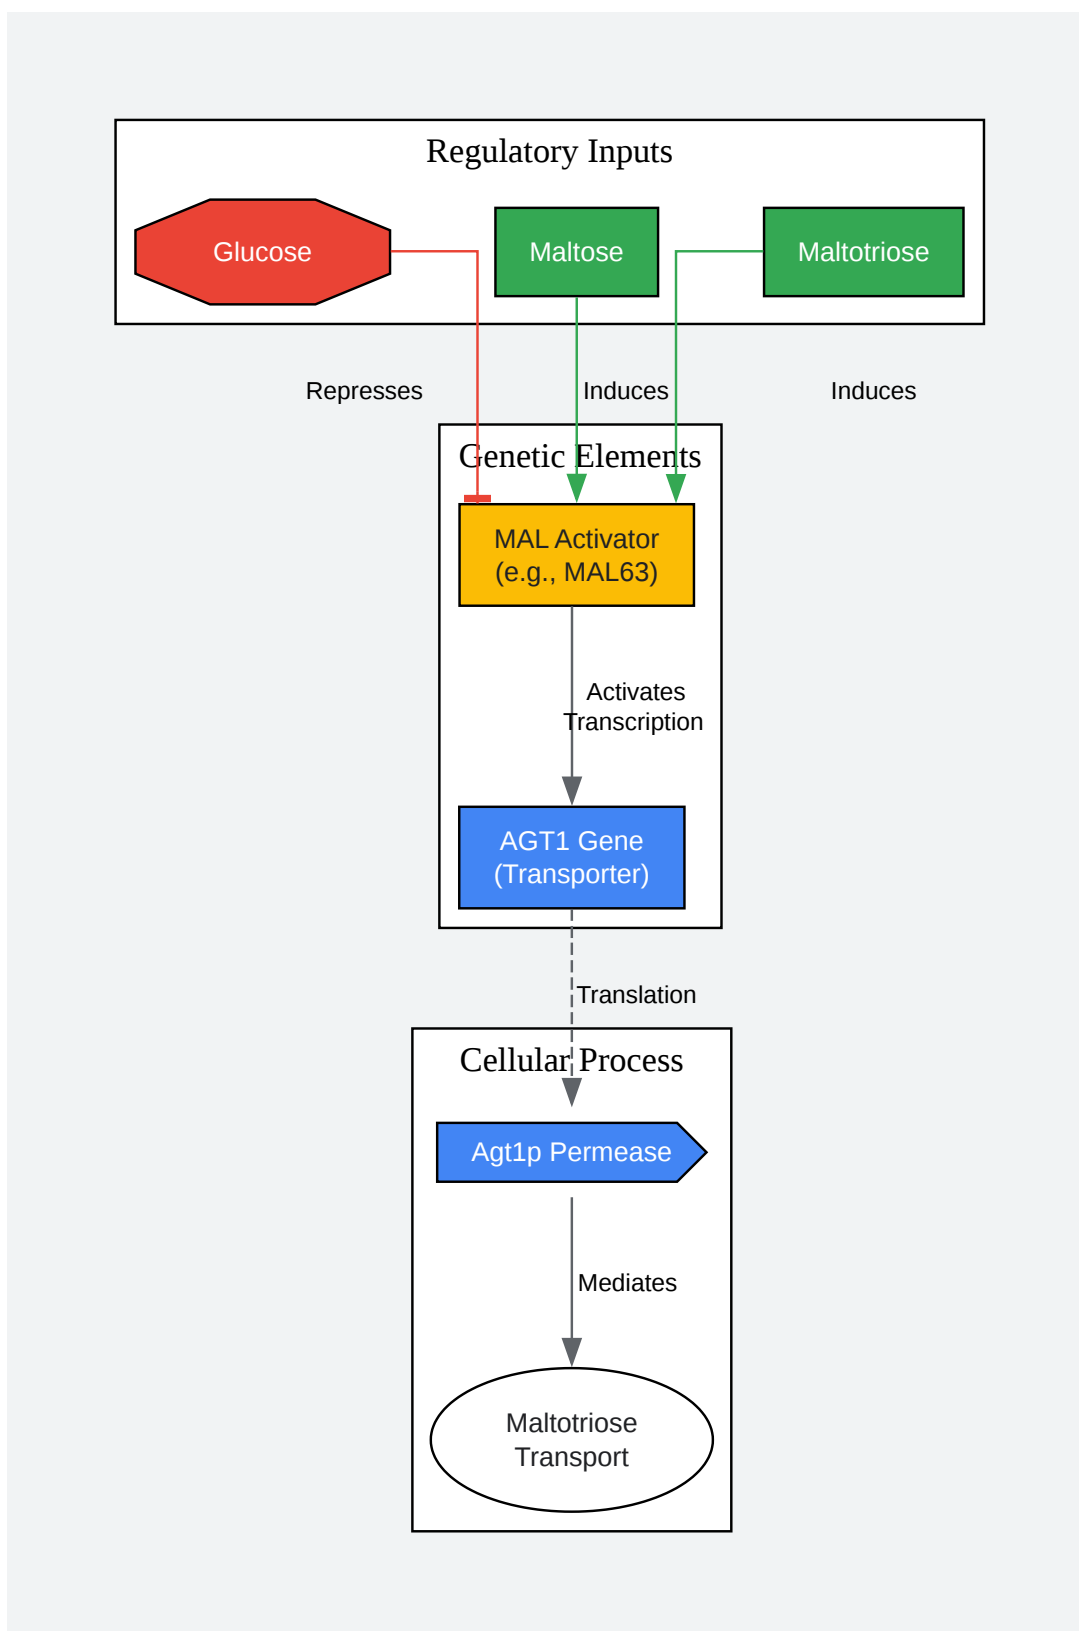 Regulatory Inputs
Glucose
Maltose
Maltotriose
Represses
Induces
Induces
Genetic Elements
MAL Activator
(e.g., MAL63)
Activates
Transcription
AGT1 Gene
(Transporter)
Translation
Cellular Process
Agt1p Permease
Mediates
Maltotriose
Transport